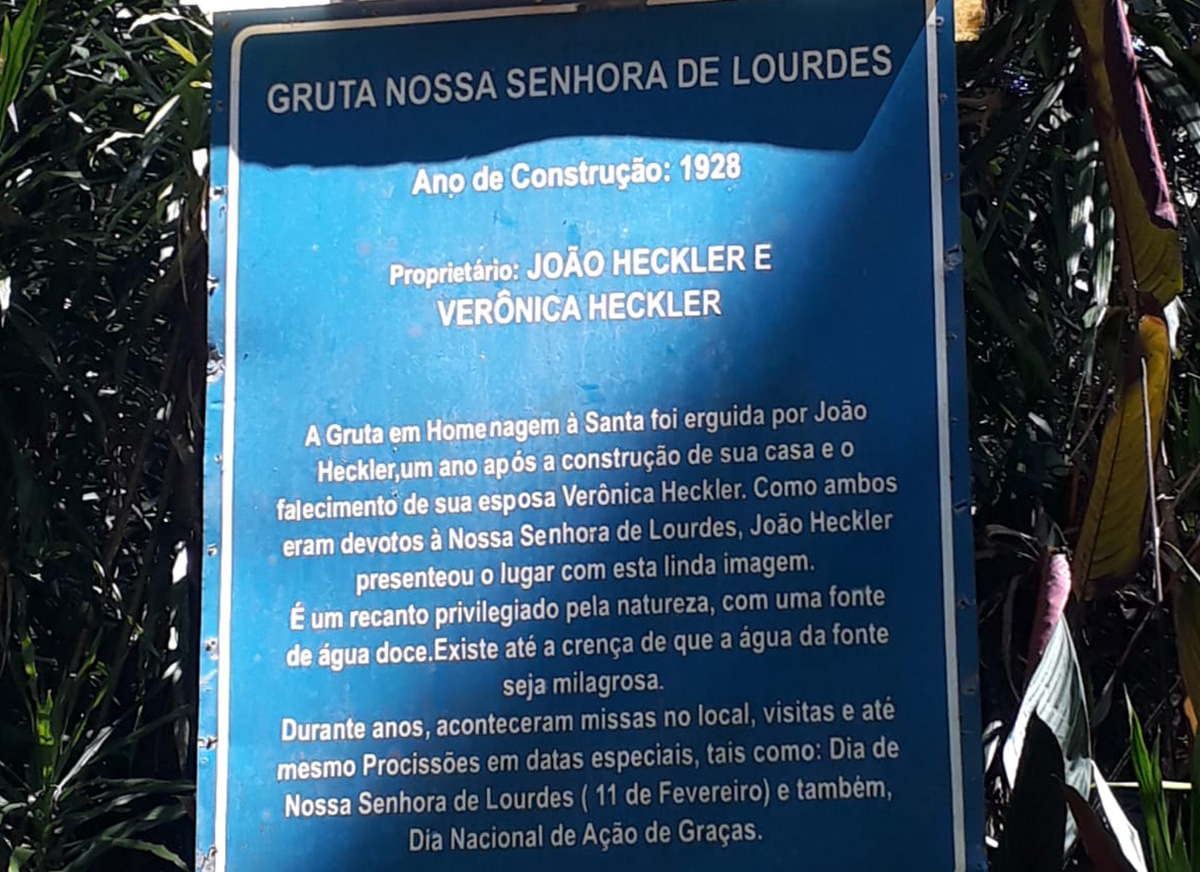 GRUTA NOSSA SENHORA DE LOURDES
Ano de Construção: 1928
Proprietário: JOÃO HECKLER E
VERÔNICA HECKLER
A Gruta em Homenagem à Santa foi erguida por João
Heckler,um ano após a construção de sua casa e o
falecimento de sua esposa Verônica Heckler. Como ambos
eram devotos à Nossa Senhora de Lourdes, João Heckler
presenteou o lugar com esta linda imagem.
É um recanto privilegiado pela natureza, com uma fonte
de água doce.Existe até a crença de que a água da fonte
seja milagrosa.
Durante anos, aconteceram missas no local, visitas e até
mesmo Procissões em datas especiais, tais como: Dia de
Nossa Senhora de Lourdes ( 11 de Fevereiro) e também,
Dia Nacional de Ação de Graças.